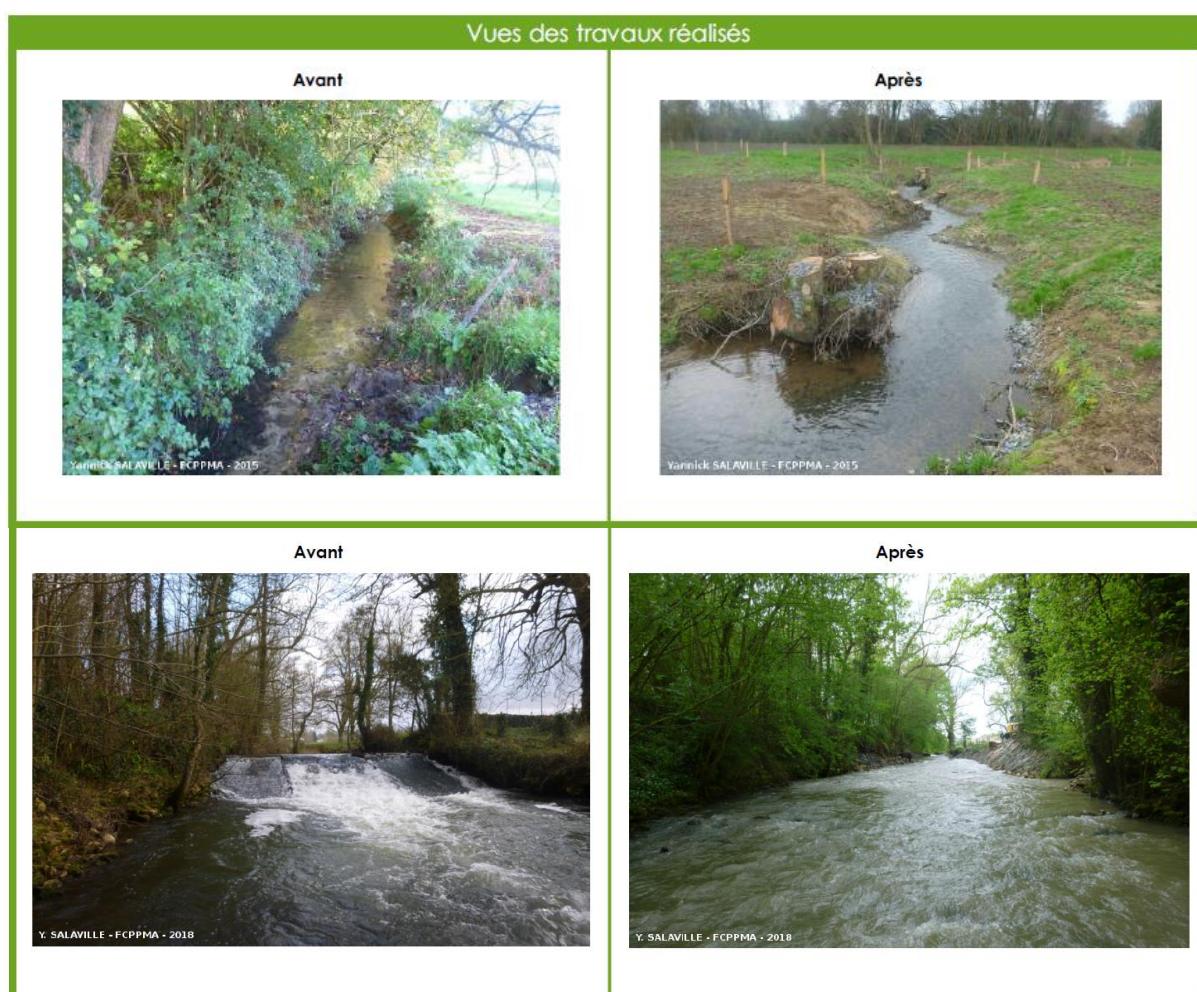 Vues des travaux réalisés
Avant
Après
Yannick SALAVILLE - FCPPMA - 2015
Yannick SALAVILLE - FCPPMA - 2015
Avant
Après
Y. SALAVILLE - FCPPMA - 2018
Y. SALAVILLE - FCPPMA - 2018